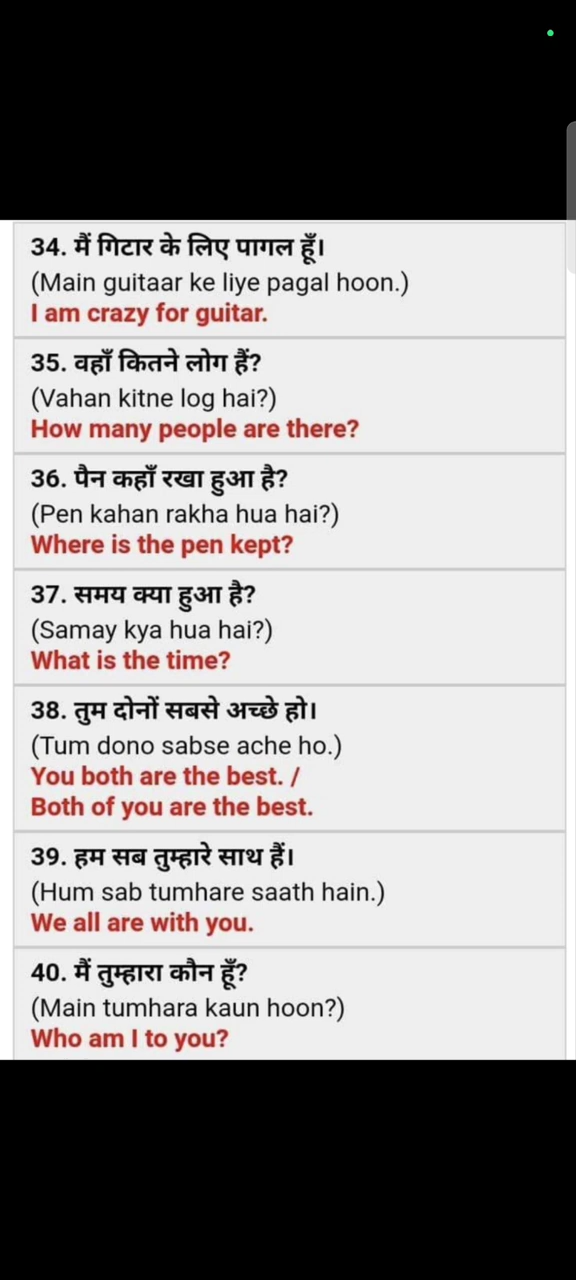 34. मैं गिटार के लिए पागल हूँ।
(Main guitaar ke liye pagal hoon.)
I am crazy for guitar.
35. वहाँ कितने लोग हैं?
(Vahan kitne log hai?)
How many people are there?
36. पैन कहाँ रखा हुआ है?
(Pen kahan rakha hua hai?)
Where is the pen kept?
37. समय क्या हुआ है?
(Samay kya hua hai?)
What is the time?
38. तुम दोनों सबसे अच्छे हो।
(Tum dono sabse ache ho.)
You both are the best. /
Both of you are the best.
39. हम सब तुम्हारे साथ हैं।
(Hum sab tumhare saath hain.)
We all are with you.
40. मैं तुम्हारा कौन हूँ?
(Main tumhara kaun hoon?)
Who am I to you?